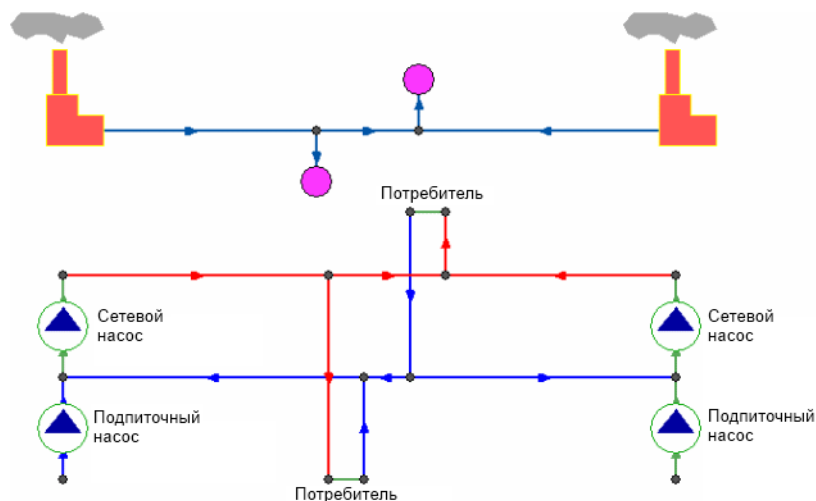 Потребитель
Сетевой
насос
Сетевой
насос
Подпиточный
насос
Подпиточный
насос
Потребитель